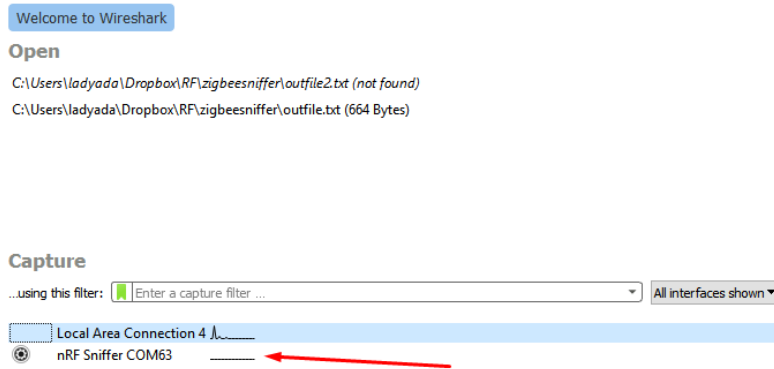 Welcome to Wireshark
Open
C:\Users\ladyada\Dropbox\RF\zigbeesniffer\outfile2.txt (not found)
C:\Users\ladyada\Dropbox\RF\zigbeesniffer\outfile.txt (664 Bytes)
Capture
...using this filter: Enter a capture filter ... All interfaces shown
Local Area Connection 4
nRF Sniffer COM63